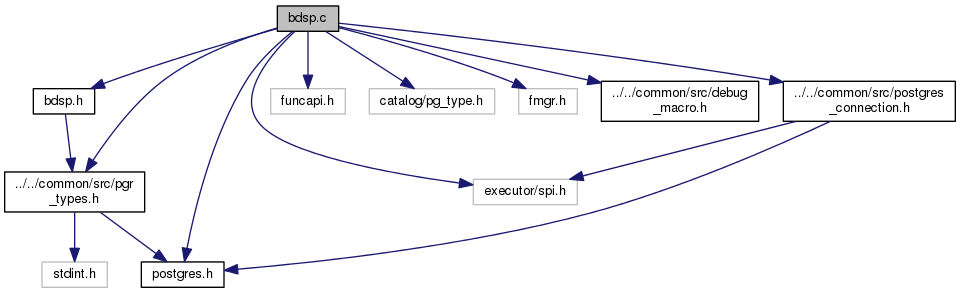 bdsp.c
bdsp.h
funcapi.h
catalog/pg_type.h
fmgr.h
../../common/src/debug
_macro.h
../../common/src/postgres
_connection.h
../../common/src/pgr
_types.h
executor/spi.h
stdint.h
postgres.h